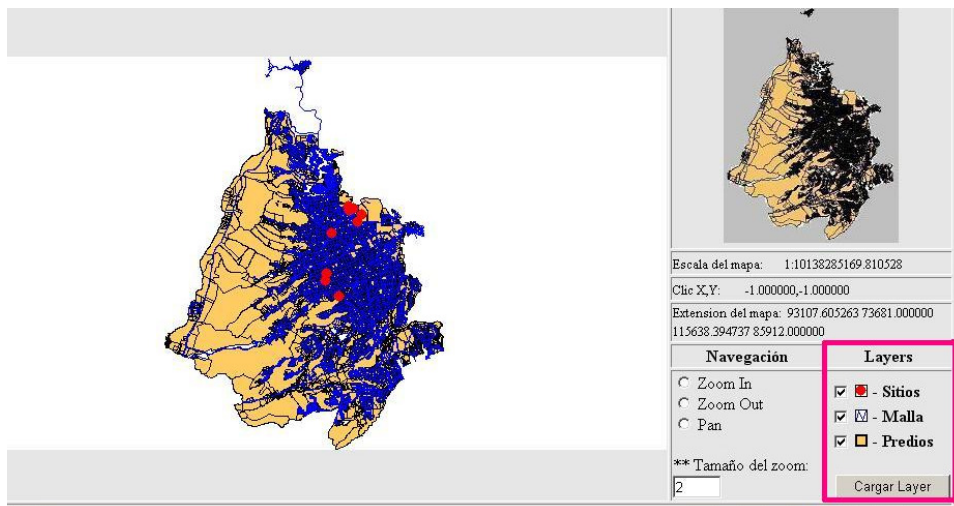 Escala del mapa: 1:10138285169.810528
Clic X,Y: -1.000000,-1.000000
Extension del mapa: 93107.605263 73681.000000
115638.394737 85912.000000
Navegación
Zoom In
Zoom Out
Pan
** Tamaño del zoom:
2
Layers
- Sitios
- Malla
- Predios
Cargar Layer